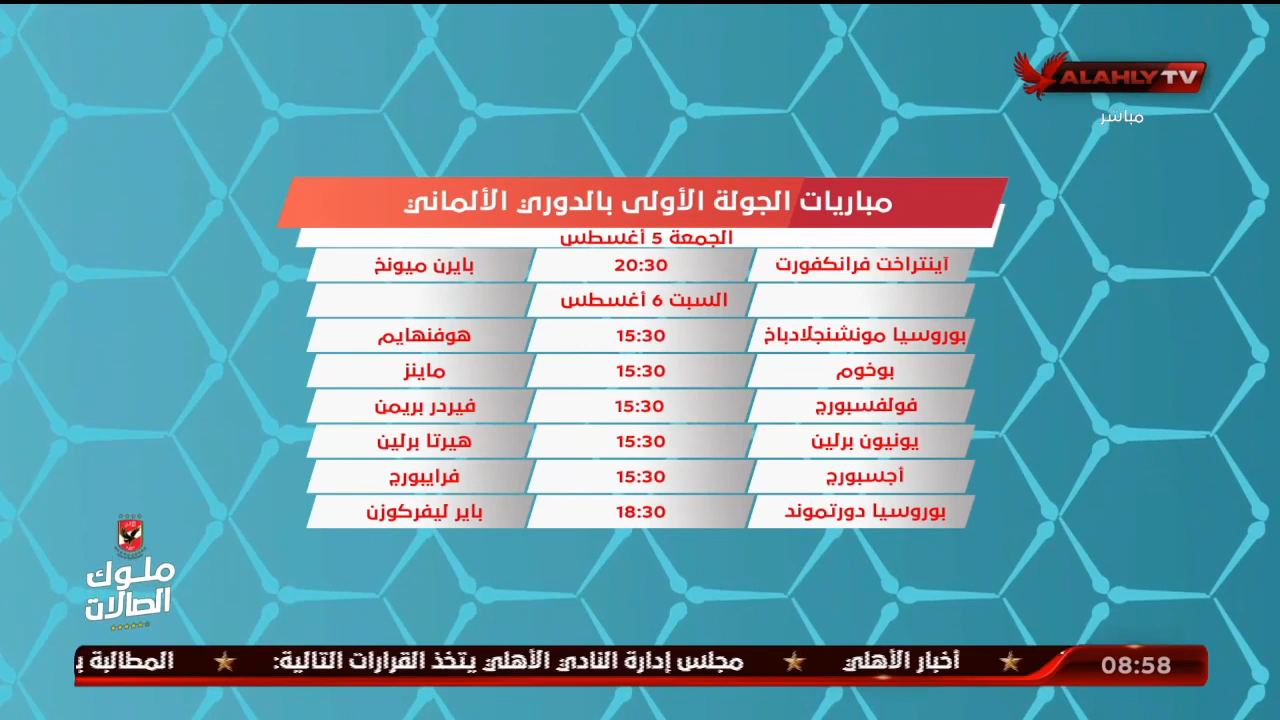 ALAHLY TV
مباشر
مباريات الجولة الأولى بالدوري الألماني
الجمعة 5 أغسطس
آينتراخت فرانكفورت 20:30 بايرن ميونخ
السبت 6 أغسطس
بوروسيا مونشنجلادباخ 15:30 هوفنهايم
بوخوم 15:30 ماينز
فولفسبورج 15:30 فيردر بريمن
يونيون برلين 15:30 هيرتا برلين
أجسبورج 15:30 فرايبورج
بوروسيا دورتموند 18:30 باير ليفركوزن
ملوك
الصالات
08:58 أخبار الأهلي مجلس إدارة النادي الأهلي يتخذ القرارات التالية: المطالبة